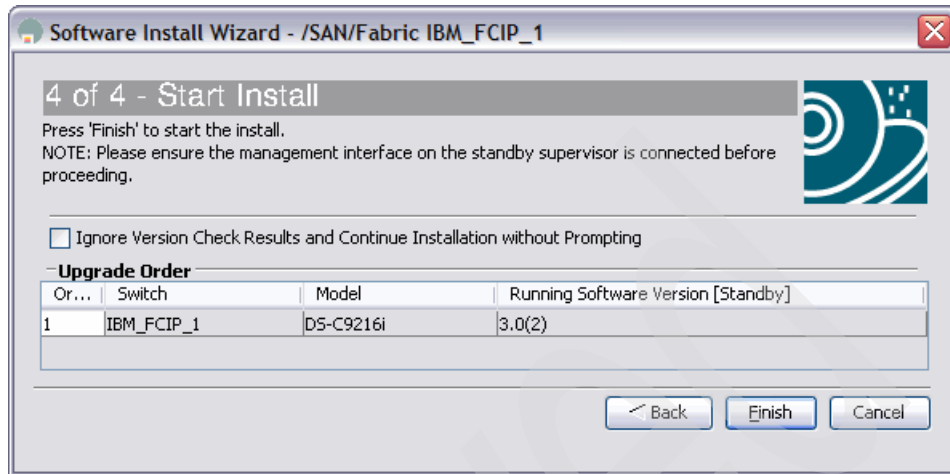 Software Install Wizard - /SAN/Fabric IBM_FCIP_1
4 of 4 - Start Install
Press 'Finish' to start the install.
NOTE: Please ensure the management interface on the standby supervisor is connected before
proceeding.
Ignore Version Check Results and Continue Installation without Prompting
Upgrade Order
Or... Switch Model Running Software Version [Standby]
1 IBM_FCIP_1 DS-C9216i 3.0(2)
Back Finish Cancel